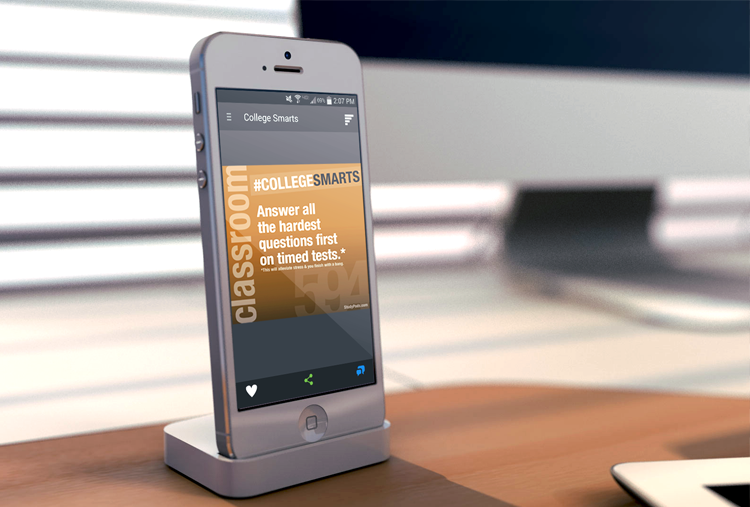 66% 2:07 PM
College Smarts
classroom
#COLLEGESMARTS
Answer all
the hardest
questions first
on timed tests.*
*This will alleviate stress & you finish with a bang.
594